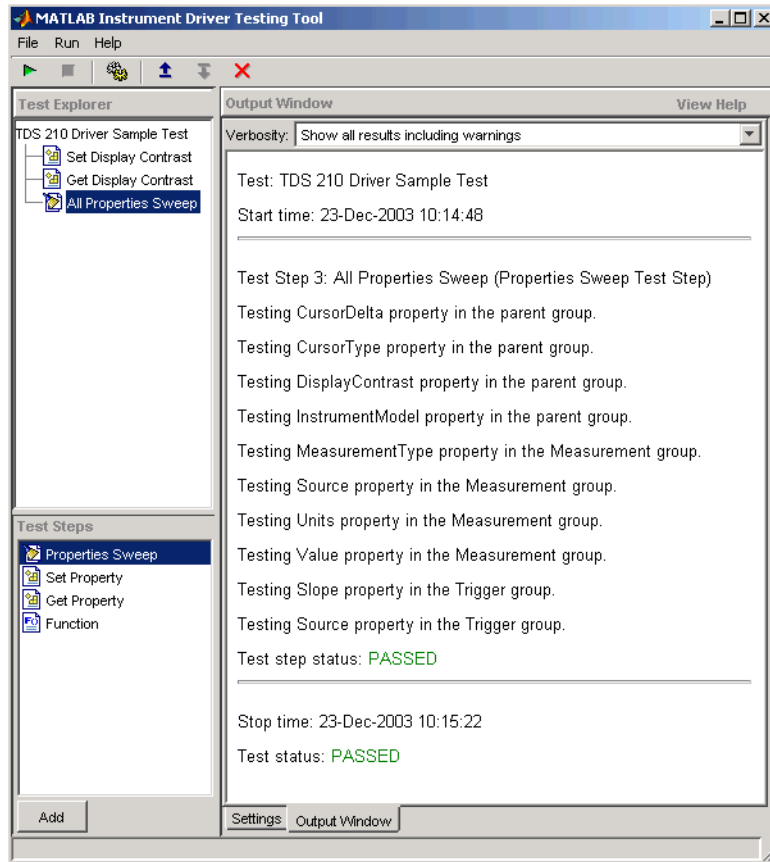 MATLAB Instrument Driver Testing Tool
File Run Help
Test Explorer
TDS 210 Driver Sample Test
Set Display Contrast
Get Display Contrast
All Properties Sweep
Test Steps
Properties Sweep
Set Property
Get Property
Function
Add
Output Window View Help
Verbosity: Show all results including warnings
Test: TDS 210 Driver Sample Test
Start time: 23-Dec-2003 10:14:48
Test Step 3: All Properties Sweep (Properties Sweep Test Step)
Testing CursorDelta property in the parent group.
Testing CursorType property in the parent group.
Testing DisplayContrast property in the parent group.
Testing InstrumentModel property in the parent group.
Testing MeasurementType property in the Measurement group.
Testing Source property in the Measurement group.
Testing Units property in the Measurement group.
Testing Value property in the Measurement group.
Testing Slope property in the Trigger group.
Testing Source property in the Trigger group.
Test step status: PASSED
Stop time: 23-Dec-2003 10:15:22
Test status: PASSED
Settings Output Window